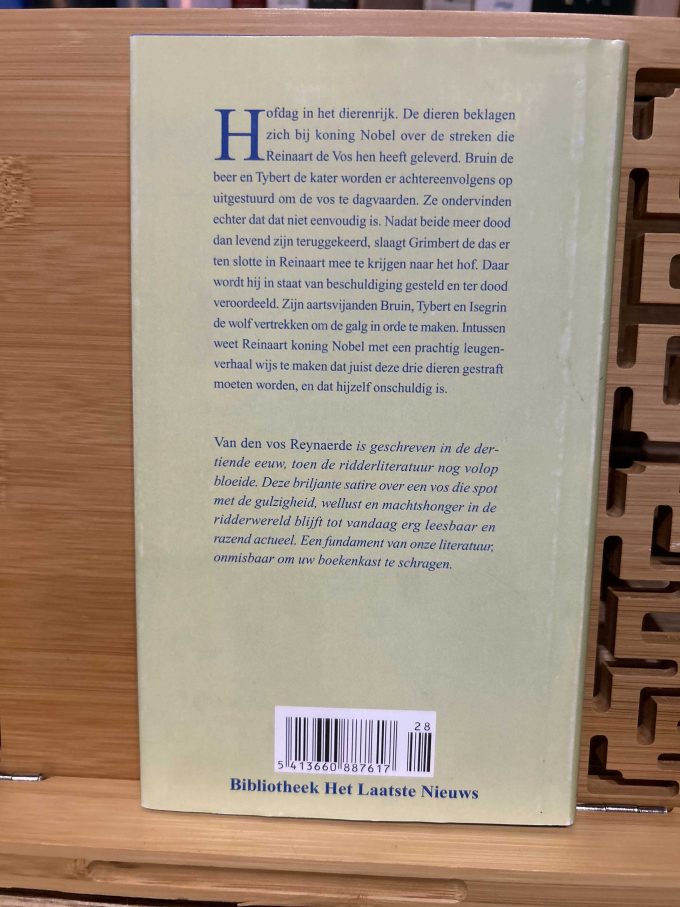 Hofdag in het dierenrijk. De dieren beklagen
zich bij koning Nobel over de streken die
Reinaart de Vos hen heeft geleverd. Bruin de
beer en Tybert de kater worden er achtereenvolgens op
uitgestuurd om de vos te dagvaarden. Ze ondervinden
echter dat dat niet eenvoudig is. Nadat beide meer dood
dan levend zijn teruggekeerd, slaagt Grimbert de das er
ten slotte in Reinaart mee te krijgen naar het hof. Daar
wordt hij in staat van beschuldiging gesteld en ter dood
veroordeeld. Zijn aartsvijanden Bruin, Tybert en Isegrin
de wolf vertrekken om de galg in orde te maken. Intussen
weet Reinaart koning Nobel met een prachtig leugen-
verhaal wijs te maken dat juist deze drie dieren gestraft
moeten worden, en dat hijzelf onschuldig is.
Van den vos Reynaerde is geschreven in de der-
tiende eeuw, toen de ridderliteratuur nog volop
bloeide. Deze briljante satire over een vos die spot
met de gulzigheid, wellust en machtshonger in de
ridderwereld blijft tot vandaag erg leesbaar en
razend actueel. Een fundament van onze literatuur,
onmisbaar om uw boekenkast te schragen.
28
5 413660 887617
Bibliotheek Het Laatste Nieuws